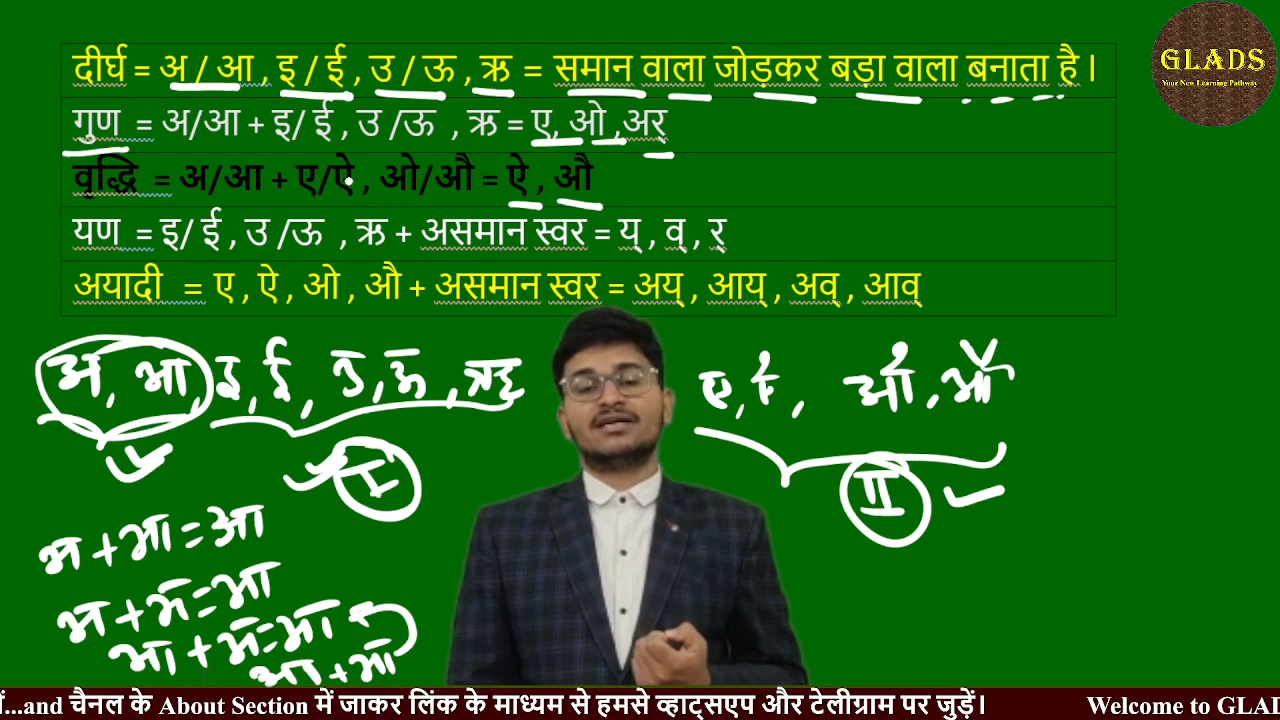 GLADS
Your New Learning Pathway
दीर्घ = अ / आ , इ / ई , उ / ऊ , ऋ = समान वाला जोड़कर बड़ा वाला बनाता है ।
गुण = अ/आ + इ/ ई , उ /ऊ , ऋ = ए, ओ ,अर्
वृद्धि = अ/आ + ए/ऐ , ओ/औ = ऐ , औ
यण = इ/ ई , उ /ऊ , ऋ + असमान स्वर = य् , व् , र्
अयादी = ए , ऐ , ओ , औ + असमान स्वर = अय् , आय् , अव् , आव्
अ, आ, इ, ई, उ, ऊ, ऋ ए, ऐ, ओ, औ
I II
अ + आ = आ
अ + अ = आ
आ + अ = आ
आ + आ
...and चैनल के About Section में जाकर लिंक के माध्यम से हमसे व्हाट्सएप और टेलीग्राम पर जुड़ें। Welcome to